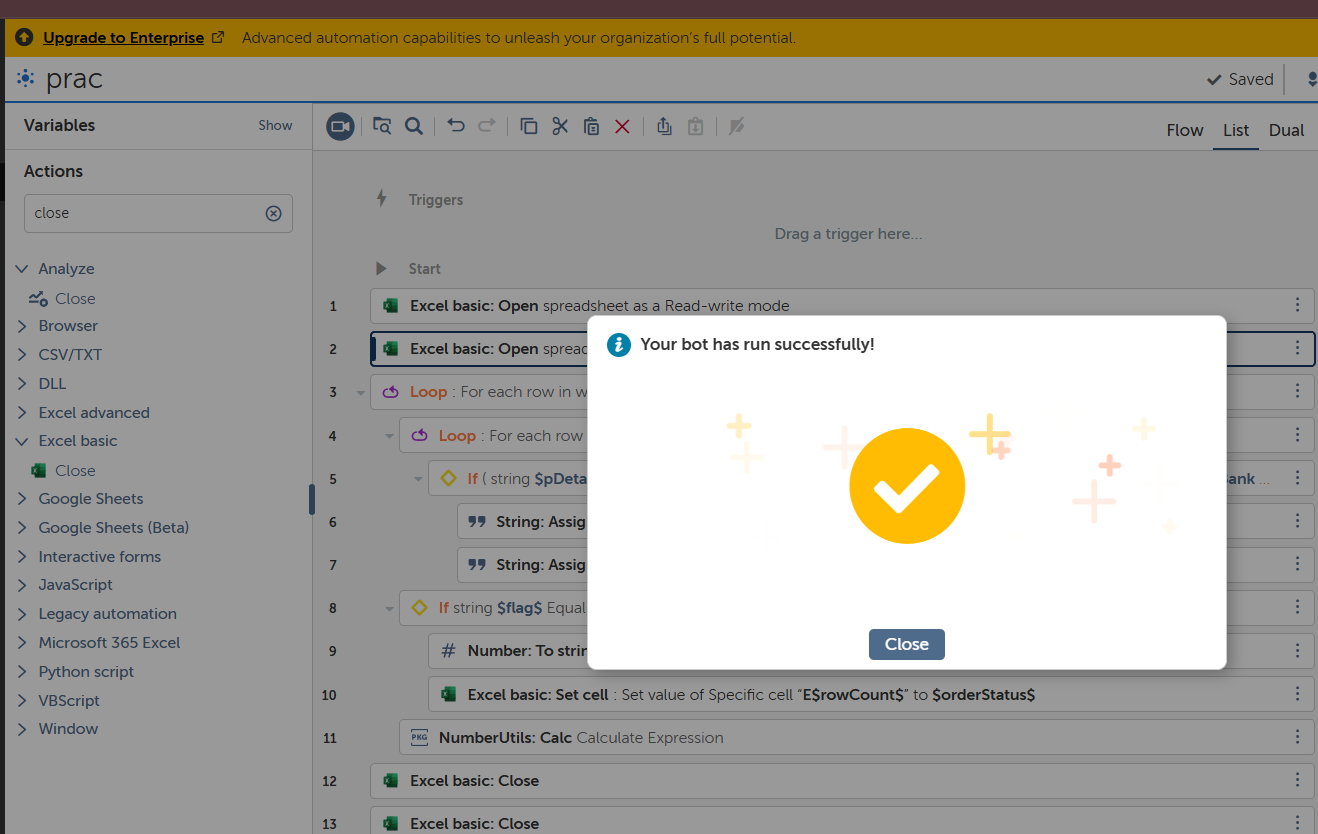 Upgrade to Enterprise Advanced automation capabilities to unleash your organization's full potential.
prac
Saved
Variables
Show
Flow
List
Dual
Actions
close
Analyze
Close
Browser
CSV/TXT
DLL
Excel advanced
Excel basic
Close
Google Sheets
Google Sheets (Beta)
Interactive forms
JavaScript
Legacy automation
Microsoft 365 Excel
Python script
VBScript
Window
Triggers
Drag a trigger here...
Start
1 Excel basic: Open spreadsheet as a Read-write mode
2 Excel basic: Open spreac
3 Loop : For each row in w
4 Loop : For each row
5 If ( string $pDeta ank ...
6 String: Assig
7 String: Assig
8 If string $flag$ Equal
9 Number: To strin
10 Excel basic: Set cell : Set value of Specific cell "E$rowCount$" to $orderStatus$
11 PKG NumberUtils: Calc Calculate Expression
12 Excel basic: Close
13 Excel basic: Close
Your bot has run successfully!
Close